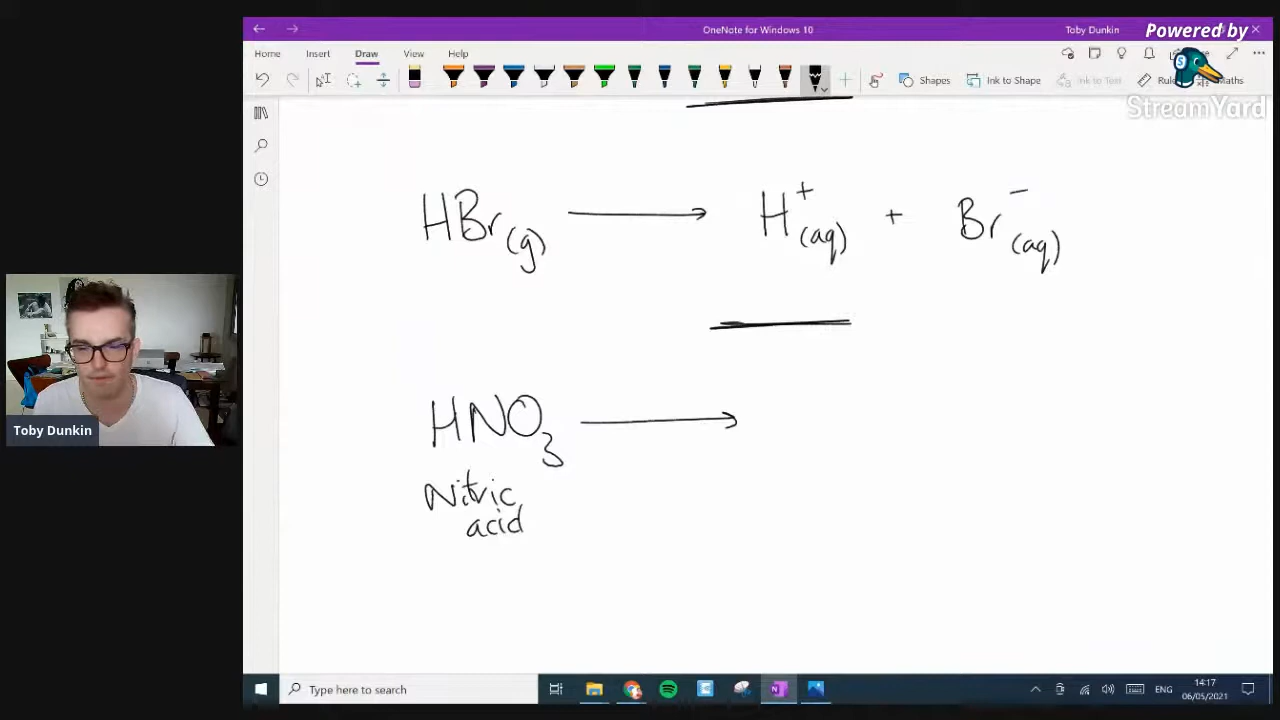 OneNote for Windows 10
Toby Dunkin
Powered by
StreamYard
Home Insert Draw View Help
Shapes
Ink to Shape
Ink to Text
Maths
HBr(g) ⟶ H⁺(aq) + Br⁻(aq)
HNO₃ ⟶
Nitric
acid
Toby Dunkin
Type here to search
ENG
14:17
06/05/2021